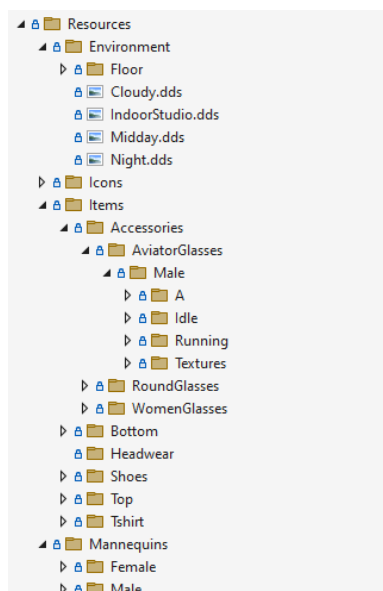 Resources
Environment
Floor
Cloudy.dds
IndoorStudio.dds
Midday.dds
Night.dds
Icons
Items
Accessories
AviatorGlasses
Male
A
Idle
Running
Textures
RoundGlasses
WomenGlasses
Bottom
Headwear
Shoes
Top
Tshirt
Mannequins
Female
Male